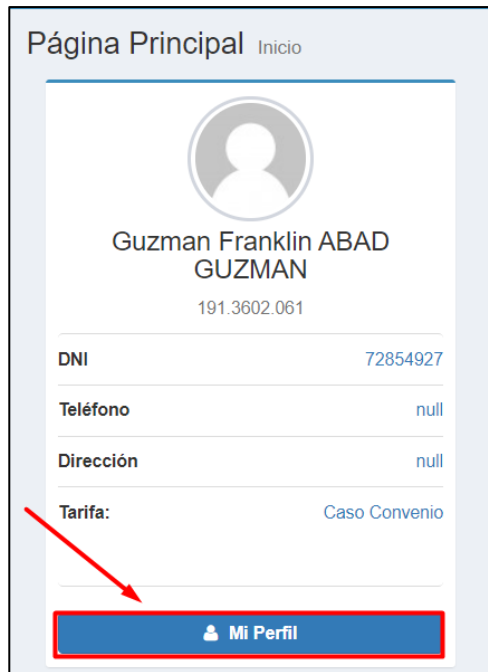 Página Principal Inicio
Guzman Franklin ABAD
GUZMAN
191.3602.061
DNI 72854927
Teléfono null
Dirección null
Tarifa: Caso Convenio
Mi Perfil